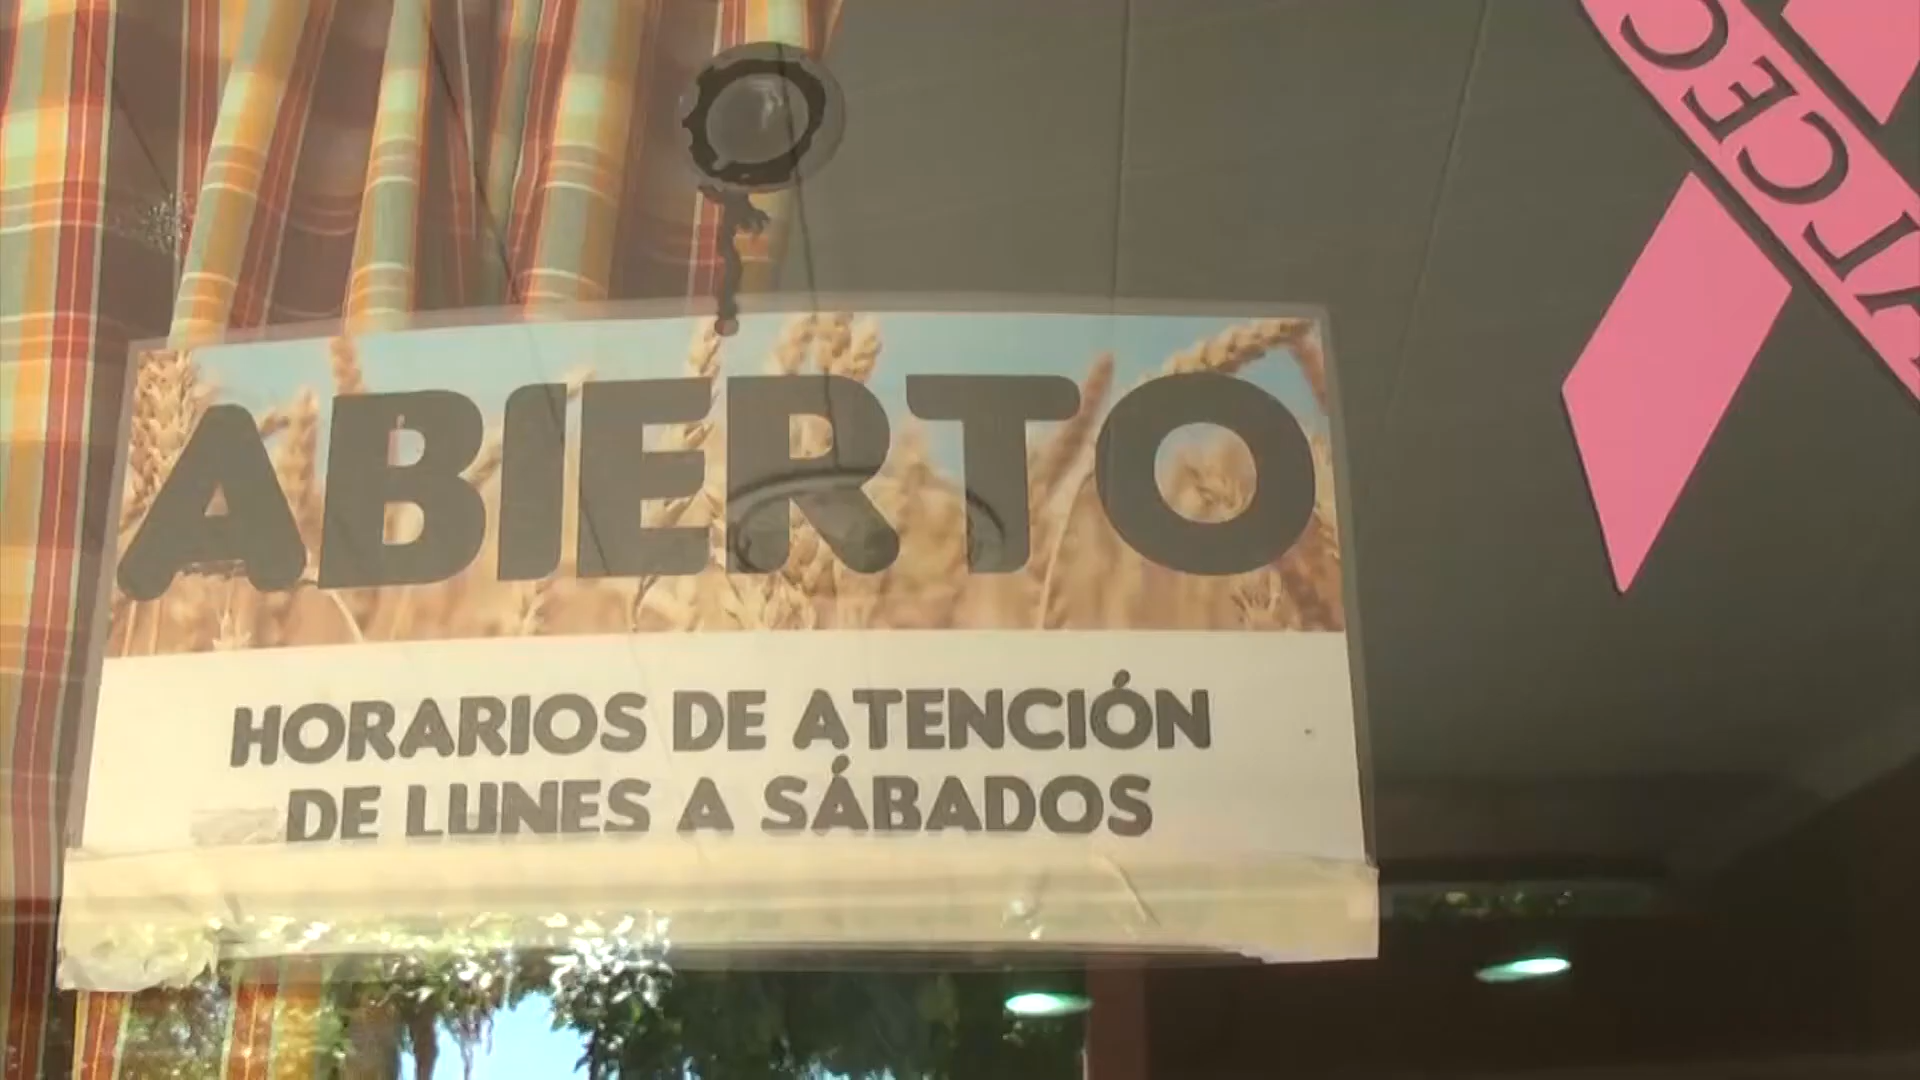 ABIERTO
HORARIOS DE ATENCIÓN
DE LUNES A SÁBADOS